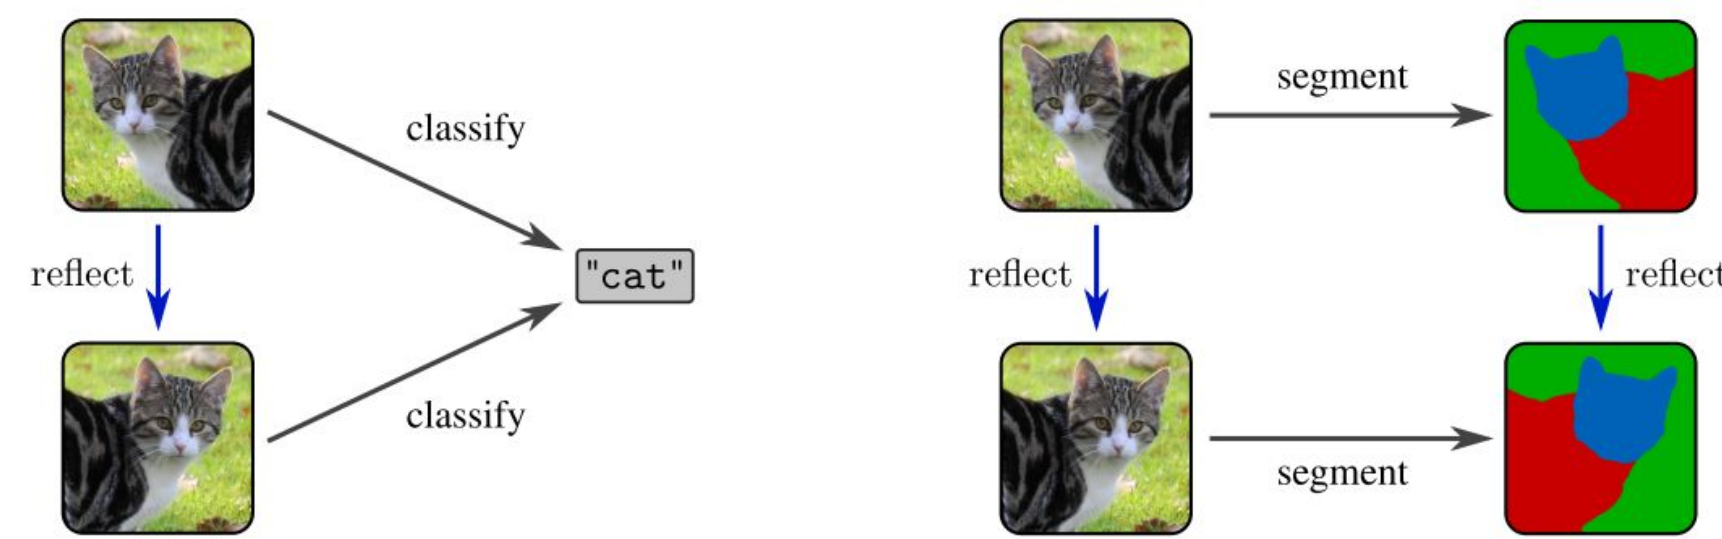 classify
reflect
"cat"
classify
segment
reflect
reflect
segment